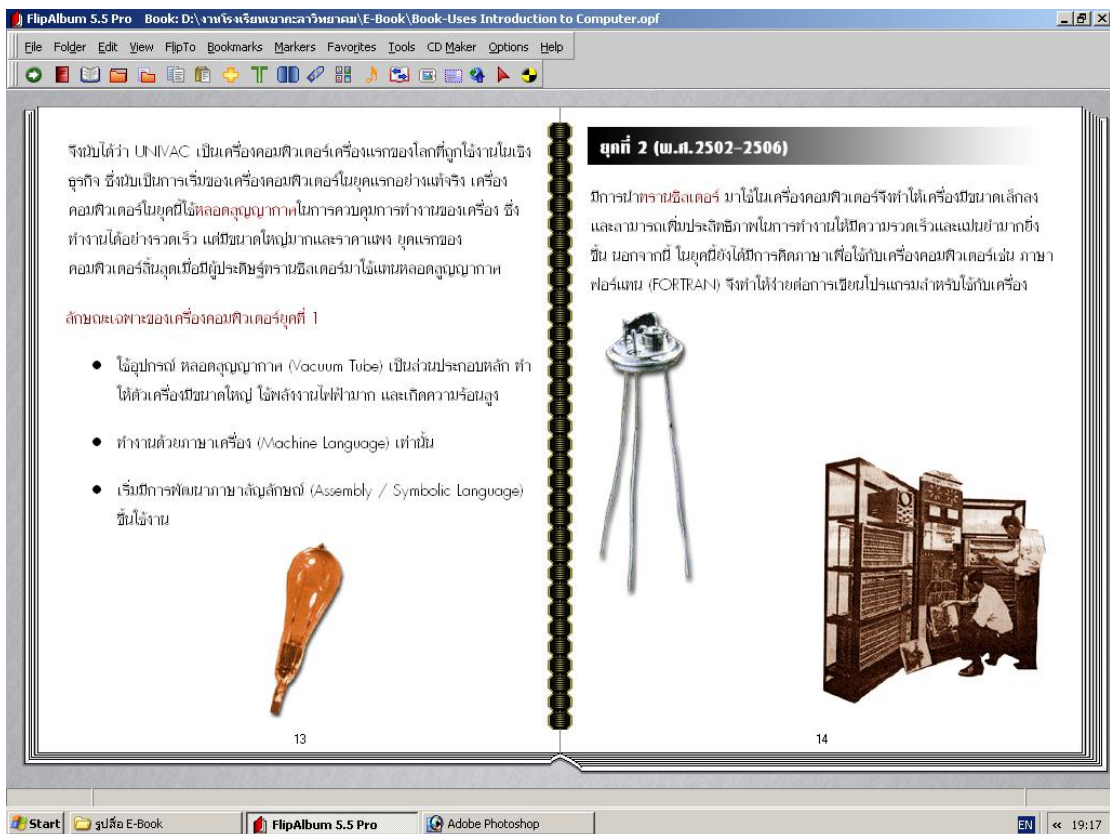 FlipAlbum 5.5 Pro    Book: D:\งานโรงเรียนเขากะลาวิทยาคม\E-Book\Book-Uses Introduction to Computer.opf
File  Folder  Edit  View  FlipTo  Bookmarks  Markers  Favorites  Tools  CD Maker  Options  Help
จึงนับได้ว่า UNIVAC เป็นเครื่องคอมพิวเตอร์เครื่องแรกของโลกที่ถูกใช้งานในเชิง
ธุรกิจ ซึ่งนับเป็นการเริ่มของเครื่องคอมพิวเตอร์ในยุคแรกอย่างแท้จริง เครื่อง
คอมพิวเตอร์ในยุคนี้ใช้หลอดสุญญากาศในการควบคุมการทำงานของเครื่อง ซึ่ง
ทำงานได้อย่างรวดเร็ว แต่มีขนาดใหญ่มากและราคาแพง ยุคแรกของ
คอมพิวเตอร์สิ้นสุดเมื่อมีผู้ประดิษฐ์ทรานซิสเตอร์มาใช้แทนหลอดสูญญากาศ
ลักษณะเฉพาะของเครื่องคอมพิวเตอร์ยุคที่ 1
● ใช้อุปกรณ์ หลอดสุญญากาศ (Vacuum Tube) เป็นส่วนประกอบหลัก ทำ
ให้ตัวเครื่องมีขนาดใหญ่ ใช้พลังงานไฟฟ้ามาก และเกิดความร้อนสูง
● ทำงานด้วยภาษาเครื่อง (Machine Language) เท่านั้น
● เริ่มมีการพัฒนาภาษาสัญลักษณ์ (Assembly / Symbolic Language)
ขึ้นใช้งาน
13
ยุคที่ 2 (พ.ศ.2502-2506)
มีการนำทรานซิสเตอร์ มาใช้ในเครื่องคอมพิวเตอร์จึงทำให้เครื่องมีขนาดเล็กลง
และสามารถเพิ่มประสิทธิภาพในการทำงานให้มีความรวดเร็วและแม่นยำมากยิ่ง
ขึ้น นอกจากนี้ ในยุคนี้ยังได้มีการคิดภาษาเพื่อใช้กับเครื่องคอมพิวเตอร์เช่น ภาษา
ฟอร์แทน (FORTRAN) จึงทำให้ง่ายต่อการเขียนโปรแกรมสำหรับใช้กับเครื่อง
14
Start  รูปสื่อ E-Book  FlipAlbum 5.5 Pro  Adobe Photoshop  EN  «  19:17